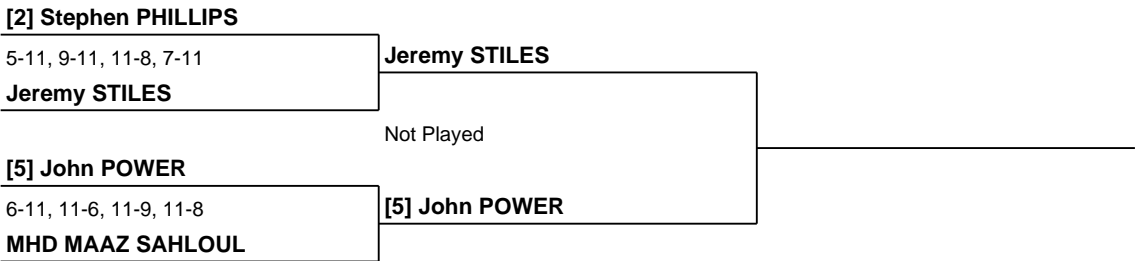 [2] Stephen PHILLIPS
5-11, 9-11, 11-8, 7-11
Jeremy STILES
Jeremy STILES
Not Played
[5] John POWER
6-11, 11-6, 11-9, 11-8
[5] John POWER
MHD MAAZ SAHLOUL